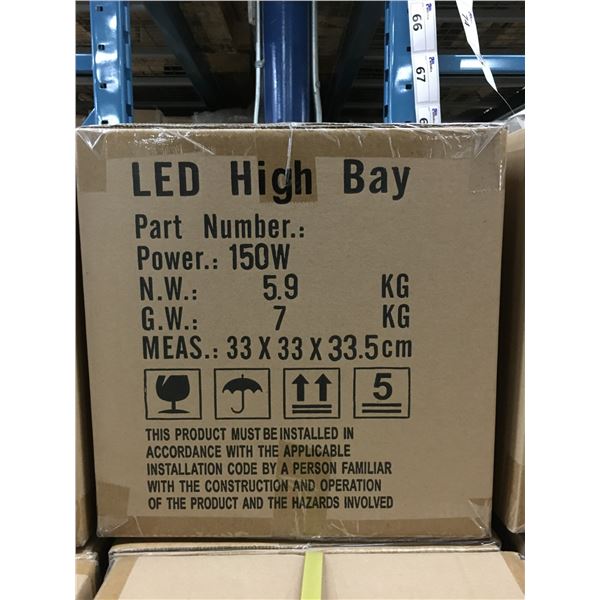 66
67
LED High Bay
Part Number.:
Power.: 150W
N.W.: 5.9 KG
G.W.: 7 KG
MEAS.: 33 X 33 X 33.5cm
5
THIS PRODUCT MUST BE INSTALLED IN
ACCORDANCE WITH THE APPLICABLE
INSTALLATION CODE BY A PERSON FAMILIAR
WITH THE CONSTRUCTION AND OPERATION
OF THE PRODUCT AND THE HAZARDS INVOLVED